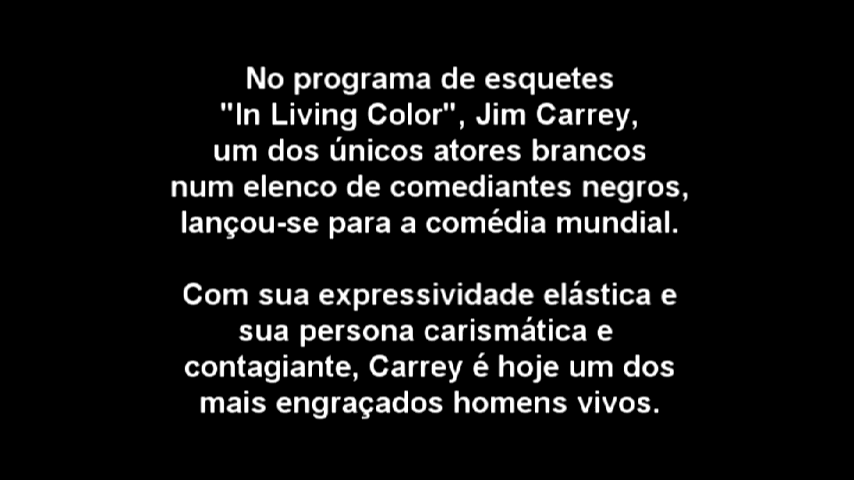 No programa de esquetes
"In Living Color", Jim Carrey,
um dos únicos atores brancos
num elenco de comediantes negros,
lançou-se para a comédia mundial.
Com sua expressividade elástica e
sua persona carismática e
contagiante, Carrey é hoje um dos
mais engraçados homens vivos.